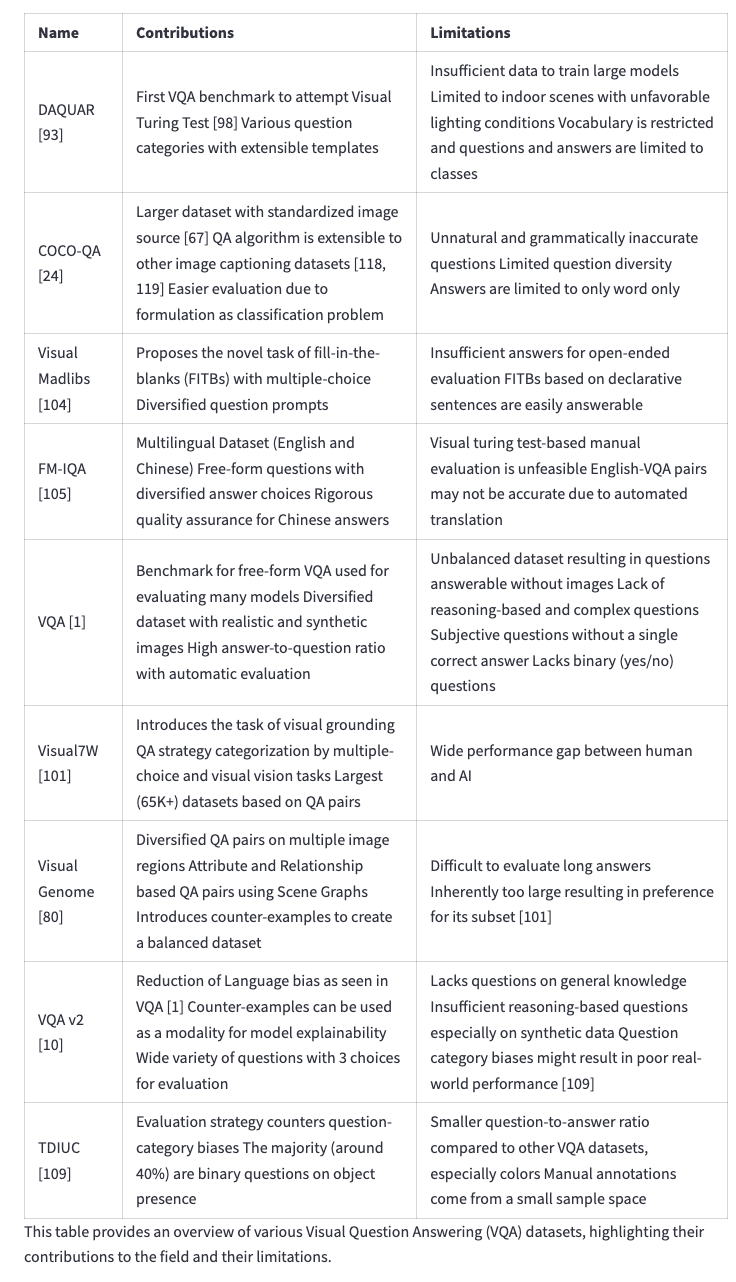 Name Contributions Limitations
DAQUAR
[93]
First VQA benchmark to attempt Visual
Turing Test [98] Various question
categories with extensible templates
Insufficient data to train large models
Limited to indoor scenes with unfavorable
lighting conditions Vocabulary is restricted
and questions and answers are limited to
classes
COCO-QA
[24]
Larger dataset with standardized image
source [67] QA algorithm is extensible to
other image captioning datasets [118,
119] Easier evaluation due to
formulation as classification problem
Unnatural and grammatically inaccurate
questions Limited question diversity
Answers are limited to only word only
Visual
Madlibs
[104]
Proposes the novel task of fill-in-the-
blanks (FITBs) with multiple-choice
Diversified question prompts
Insufficient answers for open-ended
evaluation FITBs based on declarative
sentences are easily answerable
FM-IQA
[105]
Multilingual Dataset (English and
Chinese) Free-form questions with
diversified answer choices Rigorous
quality assurance for Chinese answers
Visual turing test-based manual
evaluation is unfeasible English-VQA pairs
may not be accurate due to automated
translation
VQA [1]
Benchmark for free-form VQA used for
evaluating many models Diversified
dataset with realistic and synthetic
images High answer-to-question ratio
with automatic evaluation
Unbalanced dataset resulting in questions
answerable without images Lack of
reasoning-based and complex questions
Subjective questions without a single
correct answer Lacks binary (yes/no)
questions
Visual7W
[101]
Introduces the task of visual grounding
QA strategy categorization by multiple-
choice and visual vision tasks Largest
(65K+) datasets based on QA pairs
Wide performance gap between human
and AI
Visual
Genome
[80]
Diversified QA pairs on multiple image
regions Attribute and Relationship
based QA pairs using Scene Graphs
Introduces counter-examples to create
a balanced dataset
Difficult to evaluate long answers
Inherently too large resulting in preference
for its subset [101]
VQA v2
[10]
Reduction of Language bias as seen in
VQA [1] Counter-examples can be used
as a modality for model explainability
Wide variety of questions with 3 choices
for evaluation
Lacks questions on general knowledge
Insufficient reasoning-based questions
especially on synthetic data Question
category biases might result in poor real-
world performance [109]
TDIUC
[109]
Evaluation strategy counters question-
category biases The majority (around
40%) are binary questions on object
presence
Smaller question-to-answer ratio
compared to other VQA datasets,
especially colors Manual annotations
come from a small sample space
This table provides an overview of various Visual Question Answering (VQA) datasets, highlighting their
contributions to the field and their limitations.